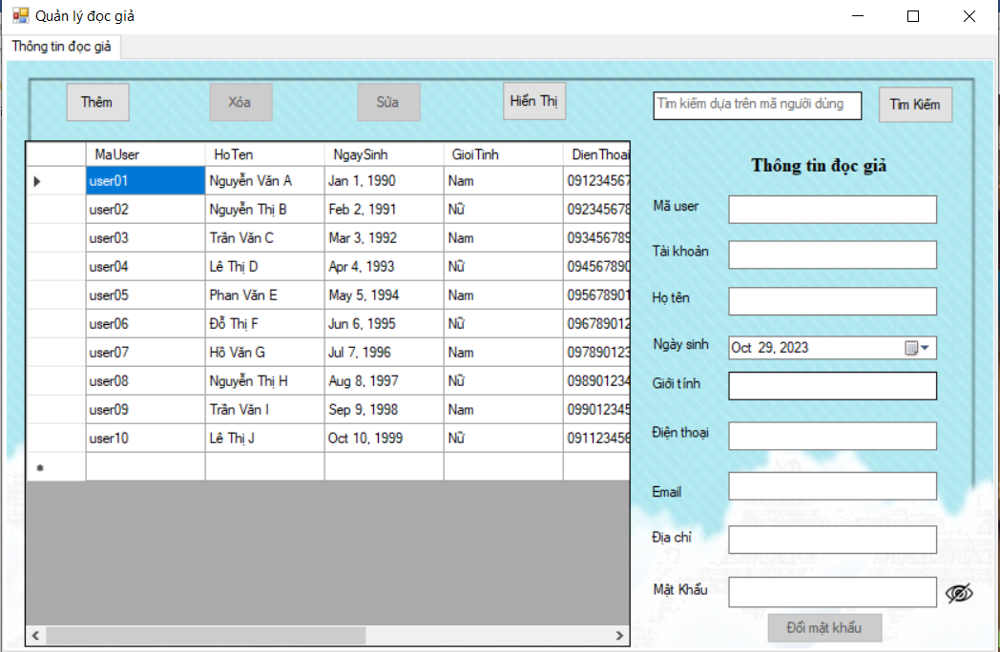 Quản lý đọc giả
Thông tin đọc giả
Thêm Xóa Sửa Hiển Thị Tìm kiếm dựa trên mã người dùng Tìm Kiếm
MaUser HoTen NgaySinh GioiTinh DienThoai
user01 Nguyễn Văn A Jan 1, 1990 Nam 091234567
user02 Nguyễn Thị B Feb 2, 1991 Nữ 092345678
user03 Trần Văn C Mar 3, 1992 Nam 093456789
user04 Lê Thị D Apr 4, 1993 Nữ 094567890
user05 Phan Văn E May 5, 1994 Nam 095678901
user06 Đỗ Thị F Jun 6, 1995 Nữ 096789012
user07 Hồ Văn G Jul 7, 1996 Nam 097890123
user08 Nguyễn Thị H Aug 8, 1997 Nữ 098901234
user09 Trần Văn I Sep 9, 1998 Nam 099012345
user10 Lê Thị J Oct 10, 1999 Nữ 091123456
Thông tin đọc giả
Mã user
Tài khoản
Họ tên
Ngày sinh Oct 29, 2023
Giới tính
Điện thoại
Email
Địa chỉ
Mật Khẩu
Đổi mật khẩu